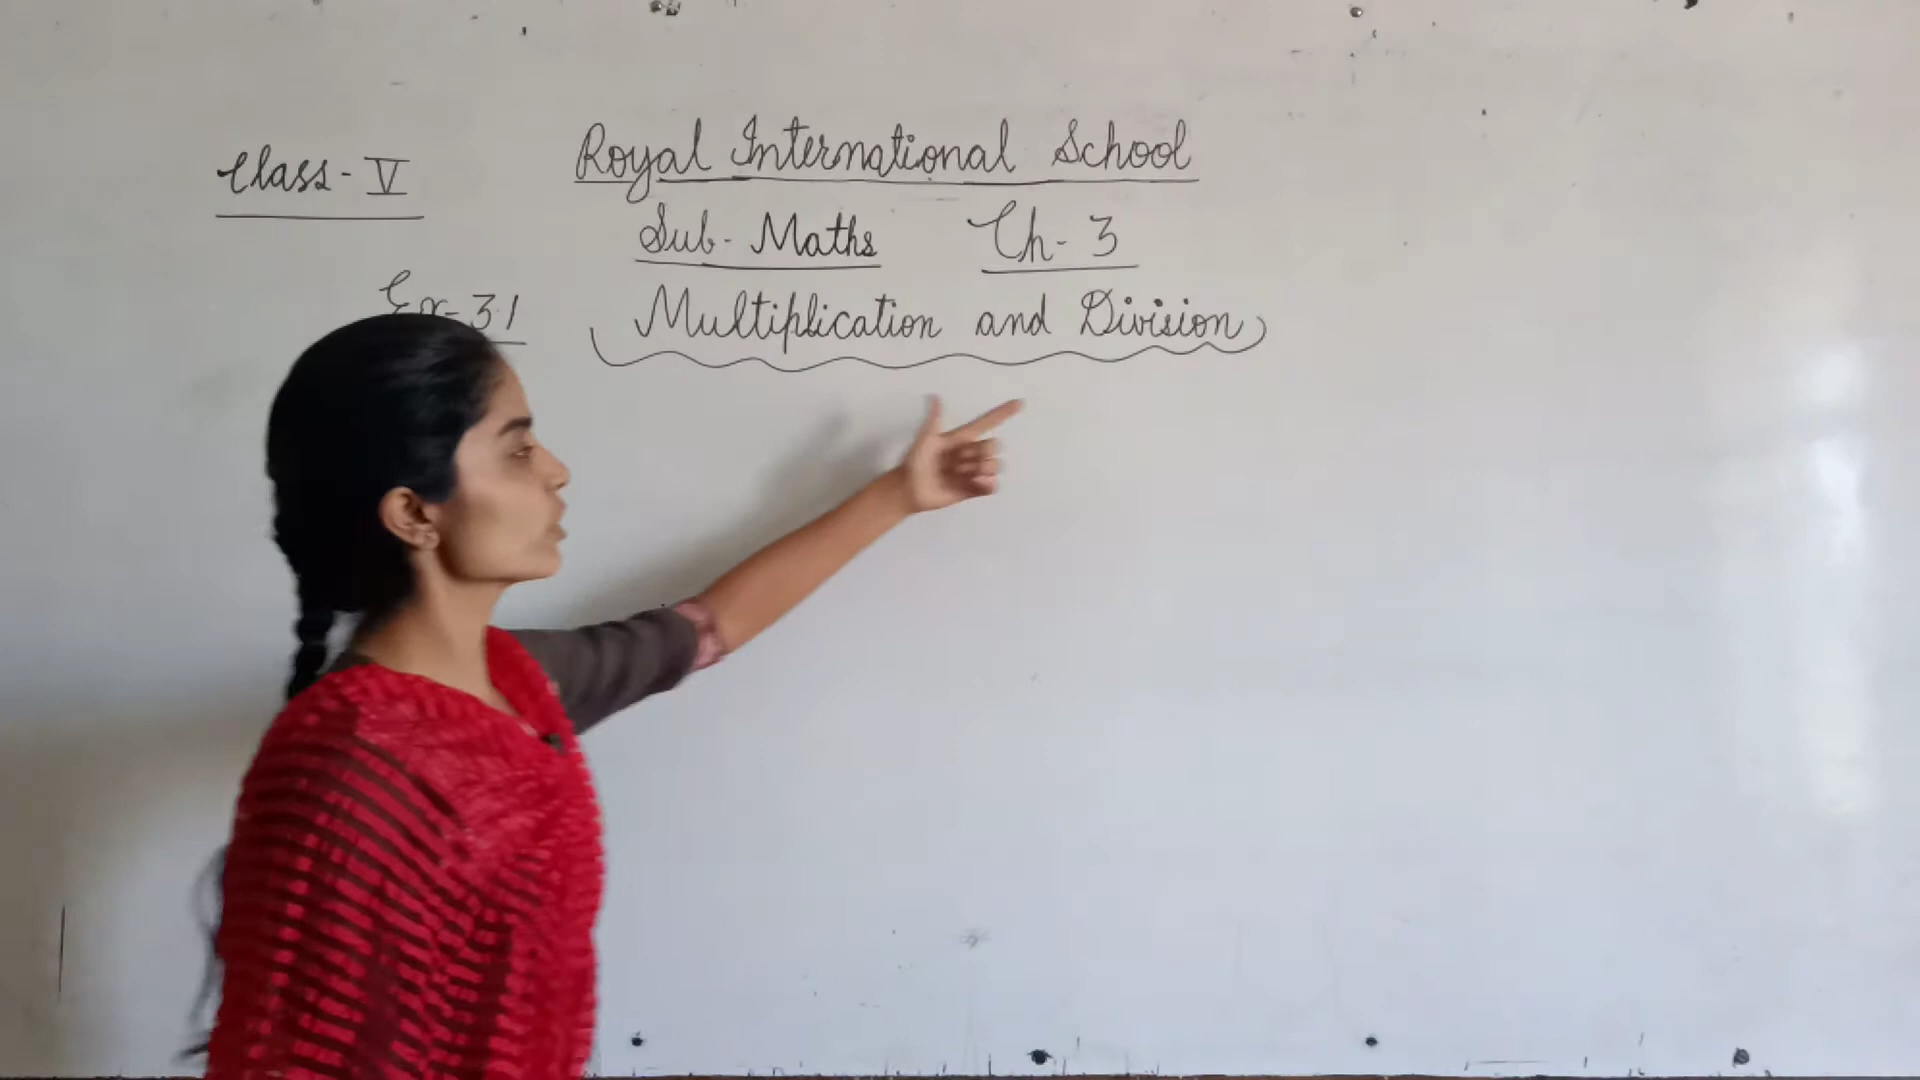 Class - V
Royal International School
Sub - Maths Ch - 3
Ex - 3.1
Multiplication and Division